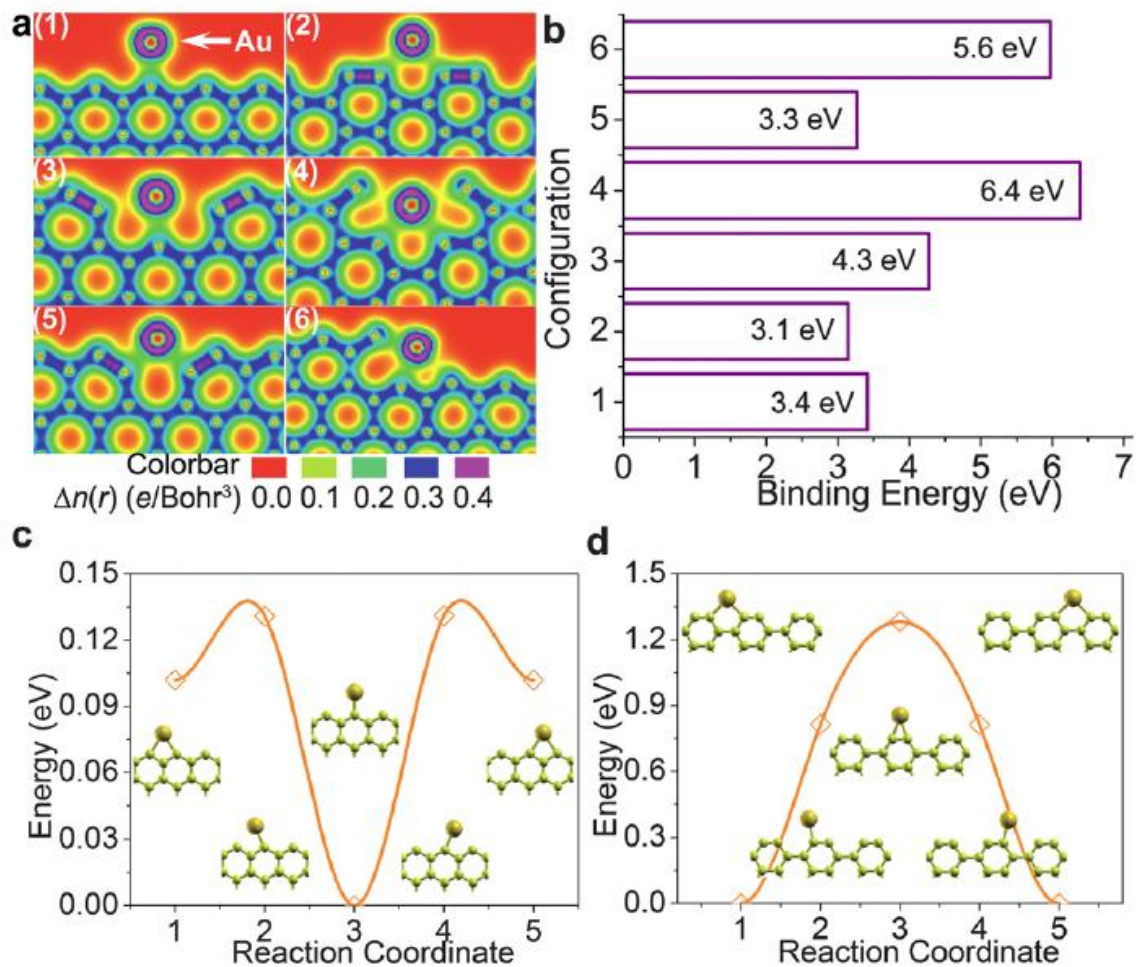 a
(1)
Au
(2)
(3)
(4)
(5)
(6)
Colorbar
Δn(r) (e/Bohr³) 0.0 0.1 0.2 0.3 0.4
b
Configuration
6
5
4
3
2
1
5.6 eV
3.3 eV
6.4 eV
4.3 eV
3.1 eV
3.4 eV
0 1 2 3 4 5 6 7
Binding Energy (eV)
c
Energy (eV)
0.15
0.12
0.09
0.06
0.03
0.00
1 2 3 4 5
Reaction Coordinate
d
Energy (eV)
1.5
1.2
0.9
0.6
0.3
0.0
1 2 3 4 5
Reaction Coordinate